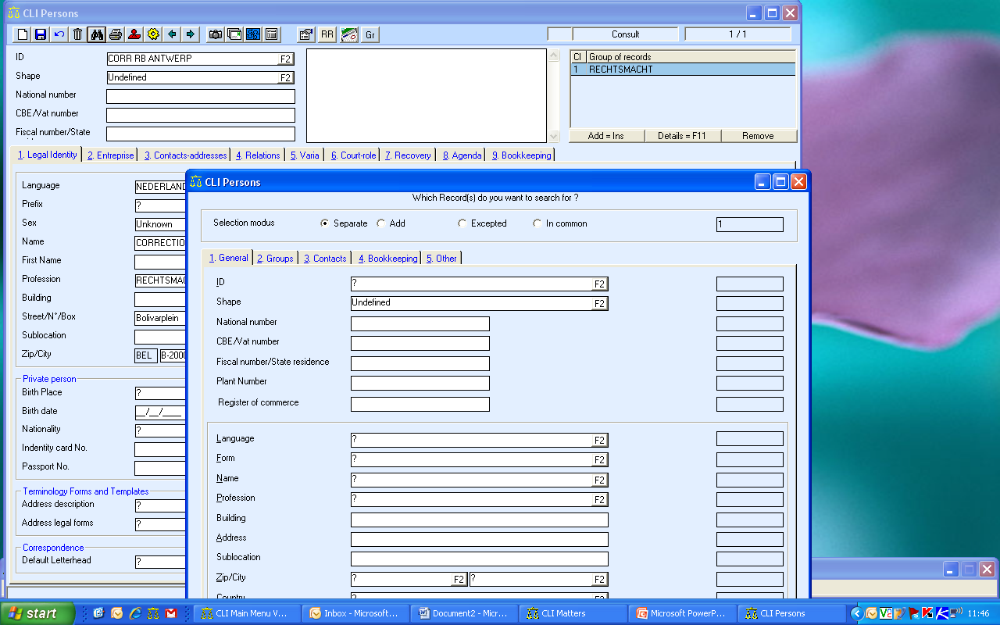 CLI Persons
RR Gr Consult 1 / 1
ID CORR RB ANTWERP F2
Shape Undefined F2
National number
CBE/Vat number
Fiscal number/State
Cl Group of records
1 RECHTSMACHT
Add = Ins Details = F11 Remove
1. Legal Identity 2. Entreprise 3. Contacts-addresses 4. Relations 5. Varia 6. Court-role 7. Recovery 8. Agenda 9. Bookkeeping
Language NEDERLAND
Prefix ?
Sex Unknown
Name CORRECTIO
First Name
Profession RECHTSMAC
Building
Street/N°/Box Bolivarplein
Sublocation
Zip/City BEL B-2000
Private person
Birth Place ?
Birth date __/__/____
Nationality ?
Indentity card No.
Passport No.
Terminology Forms and Templates
Address description ?
Address legal forms ?
Correspondence
Default Letterhead ?
CLI Persons
Which Record(s) do you want to search for ?
Selection modus Separate Add Excepted In common 1
1. General 2. Groups 3. Contacts 4. Bookkeeping 5. Other
ID ? F2
Shape Undefined F2
National number
CBE/Vat number
Fiscal number/State residence
Plant Number
Register of commerce
Language ? F2
Form ? F2
Name ? F2
Profession ? F2
Building
Address
Sublocation
Zip/City ? F2 ? F2
Country ? F2
start CLI Main Menu V... Inbox - Microsoft... Document2 - Micr... CLI Matters Microsoft PowerP... CLI Persons 11:46